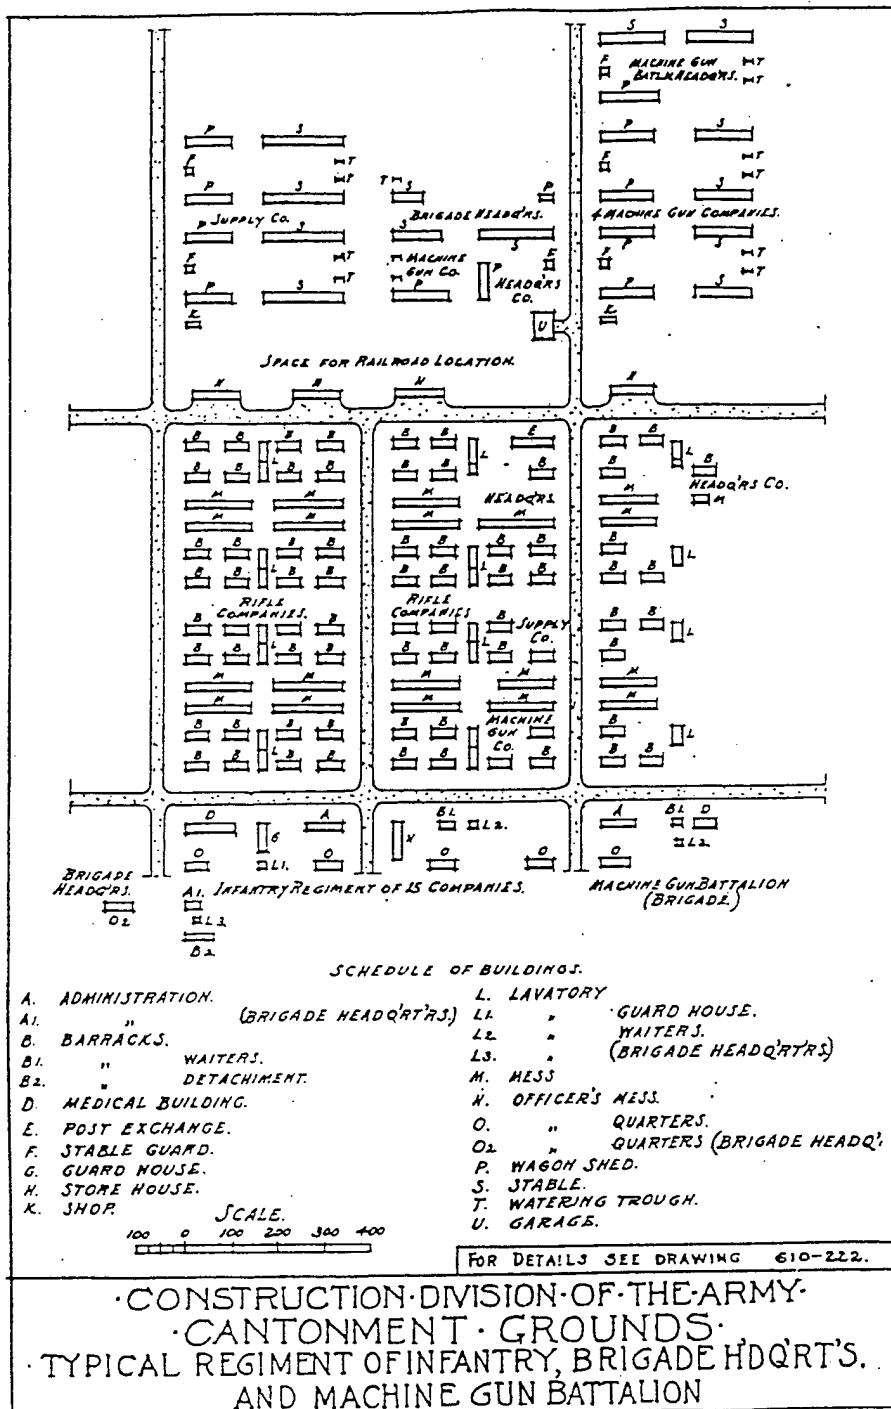 S S
F MACHINE GUN T
BAT'LN HEADQ'RS. T
P
P S P S
F T F T
P T S P T
P S P S
SUPPLY CO. BRIGADE HEADQ'RS. 4 MACHINE GUN COMPANIES.
P S S S P S
F T MACHINE E F T
T GUN CO. P HEADQ'RS T
P S P CO. P S
K U K
SPACE FOR RAILROAD LOCATION.
H H H H
B B B B B B E B B
L L L
B B B B B B B B B
M M M HEADQ'RS. M HEADQ'RS CO.
M M M M M M
B B B B B B B B B
L L L
B B B B B B B B B B
RIFLE RIFLE
COMPANIES. COMPANIES
B B B B B SUPPLY B B
L L CO. L
B B B B B B B B
M M M M M
M M M M M
B B B B B B MACHINE B
L GUN L
B B B B B B CO. B B B
D A B1 A B1 D
G L2. N L2
O L1. O O O O
BRIGADE
HEADQ'RS.
O2
A1. INFANTRY REGIMENT OF 15 COMPANIES.
L3
B2
MACHINE GUN BATTALION
(BRIGADE)
SCHEDULE OF BUILDINGS.
A. ADMINISTRATION.
A1. " (BRIGADE HEADQ'RT'RS.)
B. BARRACKS.
B1. " WAITERS.
B2. " DETACHMENT.
D. MEDICAL BUILDING.
E. POST EXCHANGE.
F. STABLE GUARD.
G. GUARD HOUSE.
H. STORE HOUSE.
K. SHOP.
L. LAVATORY
L1. " GUARD HOUSE.
L2 " WAITERS.
L3. " (BRIGADE HEADQ'RT'RS)
M. MESS
N. OFFICER'S MESS.
O. " QUARTERS.
O2 " QUARTERS (BRIGADE HEADQ'.
P. WAGON SHED.
S. STABLE.
T. WATERING TROUGH.
U. GARAGE.
SCALE.
100 0 100 200 300 400
FOR DETAILS SEE DRAWING 610-222.
·CONSTRUCTION·DIVISION·OF·THE·ARMY·
·CANTONMENT·GROUNDS·
·TYPICAL REGIMENT OF INFANTRY, BRIGADE H'DQ'RT'S.
AND MACHINE GUN BATTALION